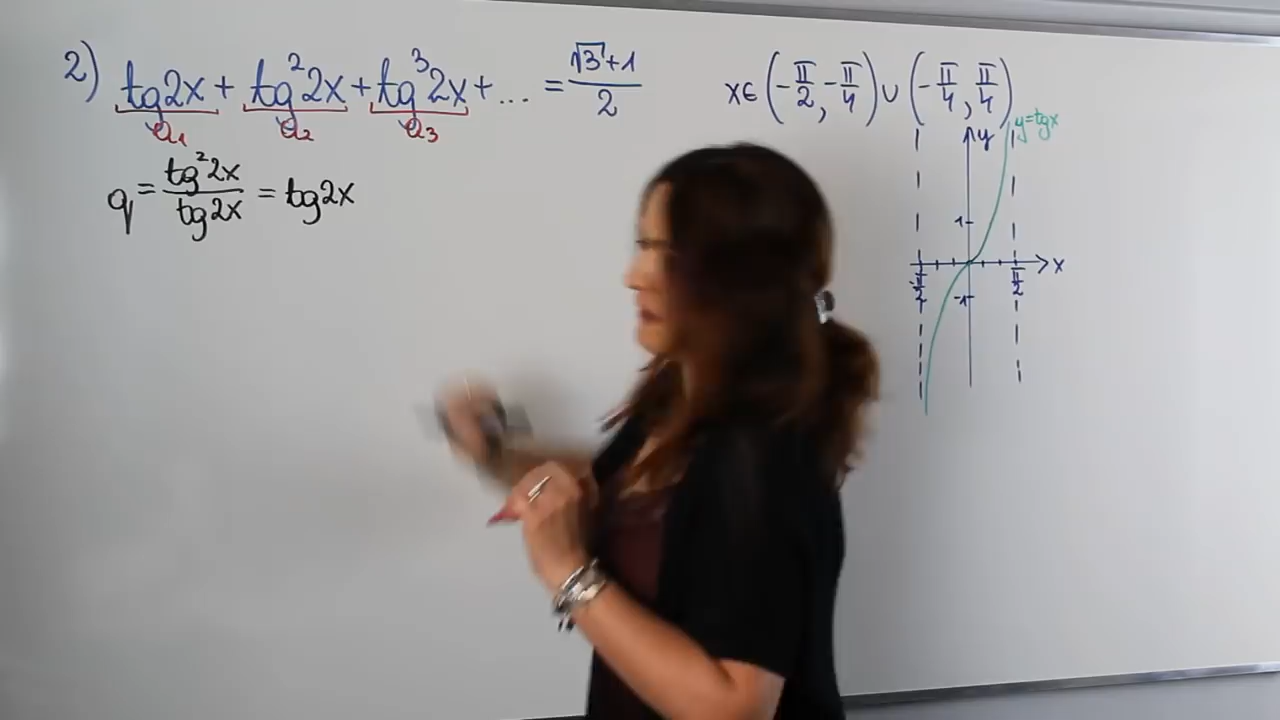 2) tg2x + tg²2x + tg³2x + ... = (√3+1)/2
x∈(-π/2, -π/4) ∪ (-π/4, π/4)
a₁ a₂ a₃
q = tg²2x/tg2x = tg2x
y y=tgx
1
x
-π/2 π/2
-1